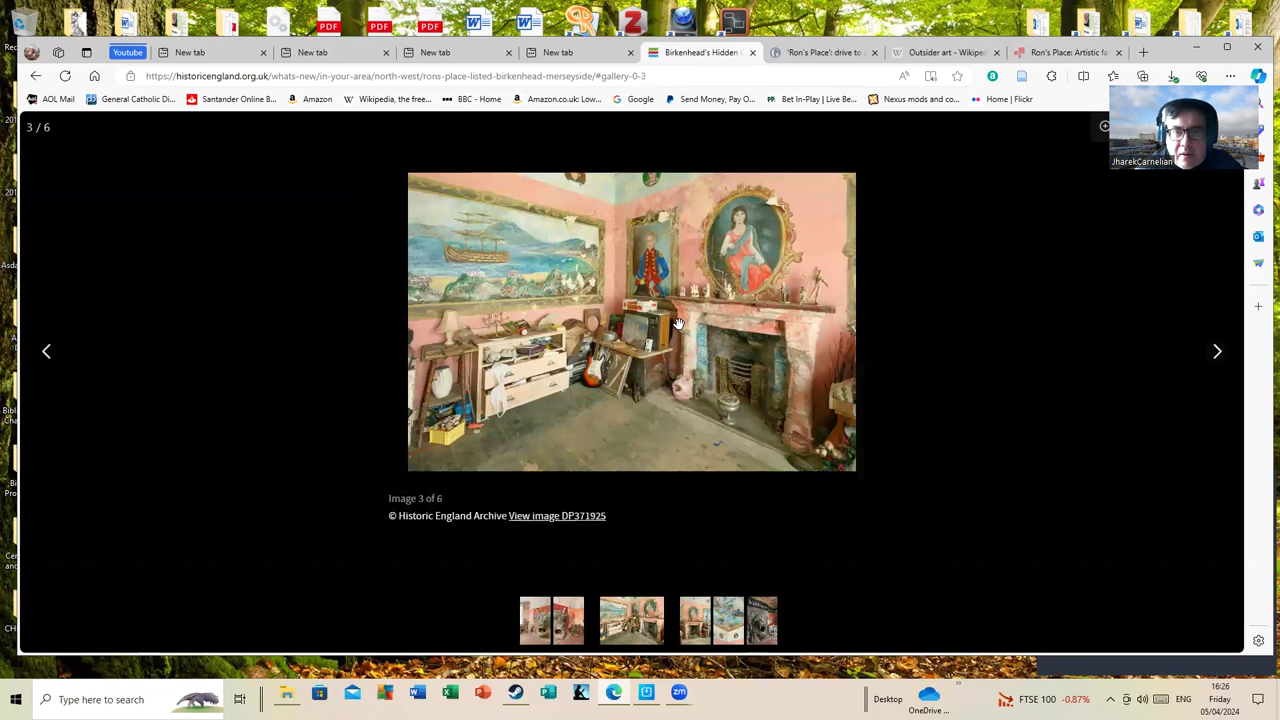 PDF
PDF
PDF
Youtube
New tab
New tab
New tab
New tab
Birkenhead's Hidden
'Ron's Place: drive to
Outsider art - Wikipe
Ron's Place: Artistic fa
https://historicengland.org.uk/whats-new/in-your-area/north-west/rons-place-listed-birkenhead-merseyside/#gallery-0-3
AOL Mail
General Catholic Di...
Santander Online B...
Amazon
Wikipedia, the free...
BBC - Home
Amazon.co.uk: Low...
Google
Send Money, Pay O...
Bet In-Play | Live Be...
Nexus mods and co...
Home | Flickr
3 / 6
JharekCarnelian
Image 3 of 6
© Historic England Archive View image DP371925
Type here to search
Desktop
OneDrive ...
FTSE 100 -0.87%
ENG
16:26
Friday
05/04/2024